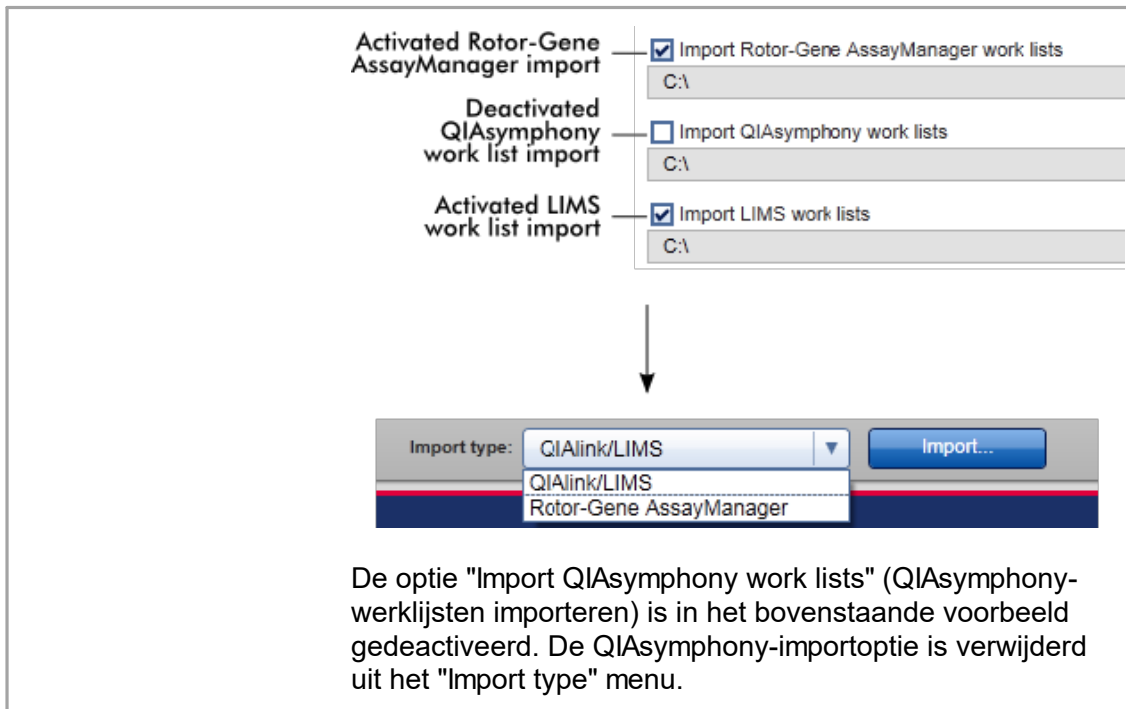 Activated Rotor-Gene
AssayManager import
Import Rotor-Gene AssayManager work lists
C:\
Deactivated
QIAsymphony
work list import
Import QIAsymphony work lists
C:\
Activated LIMS
work list import
Import LIMS work lists
C:\
Import type:
QIAlink/LIMS
Import...
QIAlink/LIMS
Rotor-Gene AssayManager
De optie "Import QIAsymphony work lists" (QIAsymphony-
werklijsten importeren) is in het bovenstaande voorbeeld
gedeactiveerd. De QIAsymphony-importoptie is verwijderd
uit het "Import type" menu.